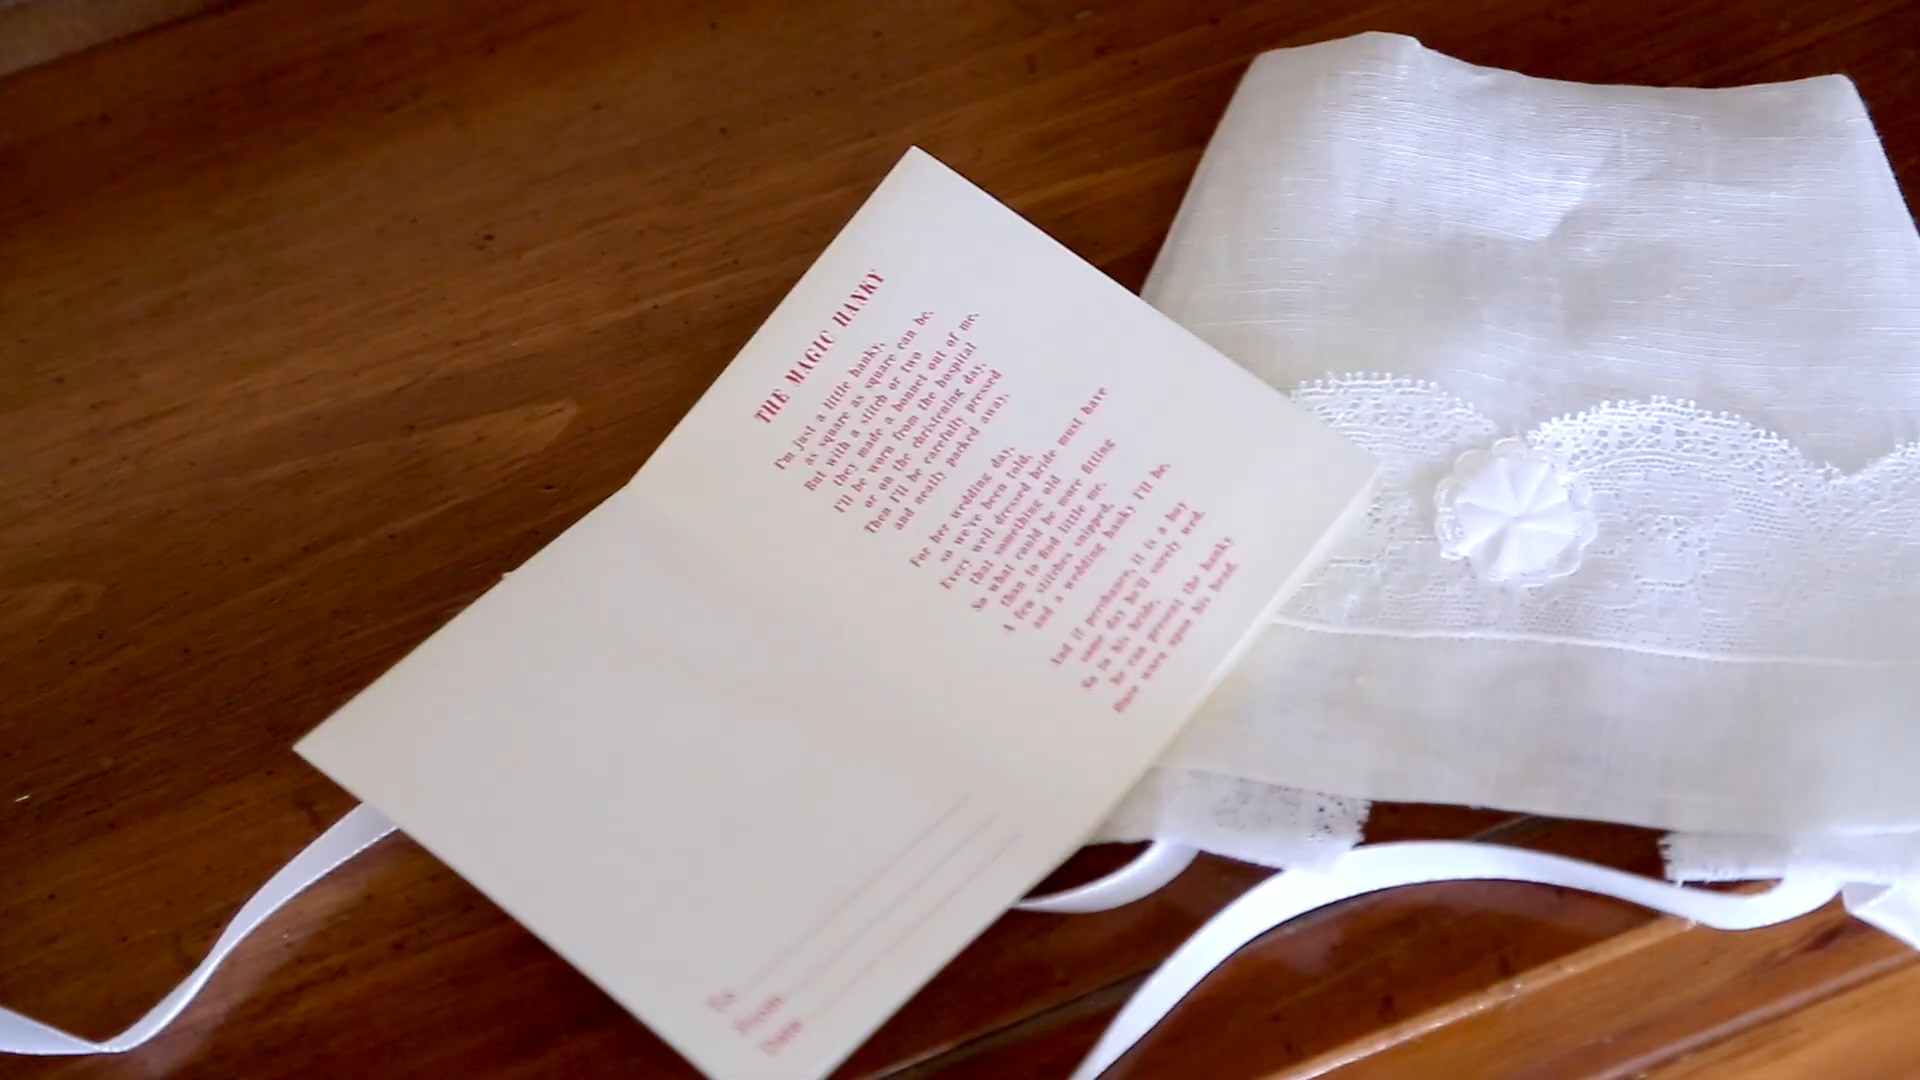 THE MAGIC HANKY
I'm just a little hanky,
as square as square can be.
But with a stitch or two
they made a bonnet out of me.
I'll be worn from the hospital
or on the christening day,
Then I'll be carefully pressed
and neatly packed away.
For her wedding day,
so we've been told,
Every well dressed bride must have
that something old
So what could be more fitting
than to find little me.
A few stitches snipped,
and a wedding hanky I'll be.
And if perchance, it is a boy
some day he'll surely wed.
So to his bride,
he can present the hanky
Once worn upon his head.
To
From
Date